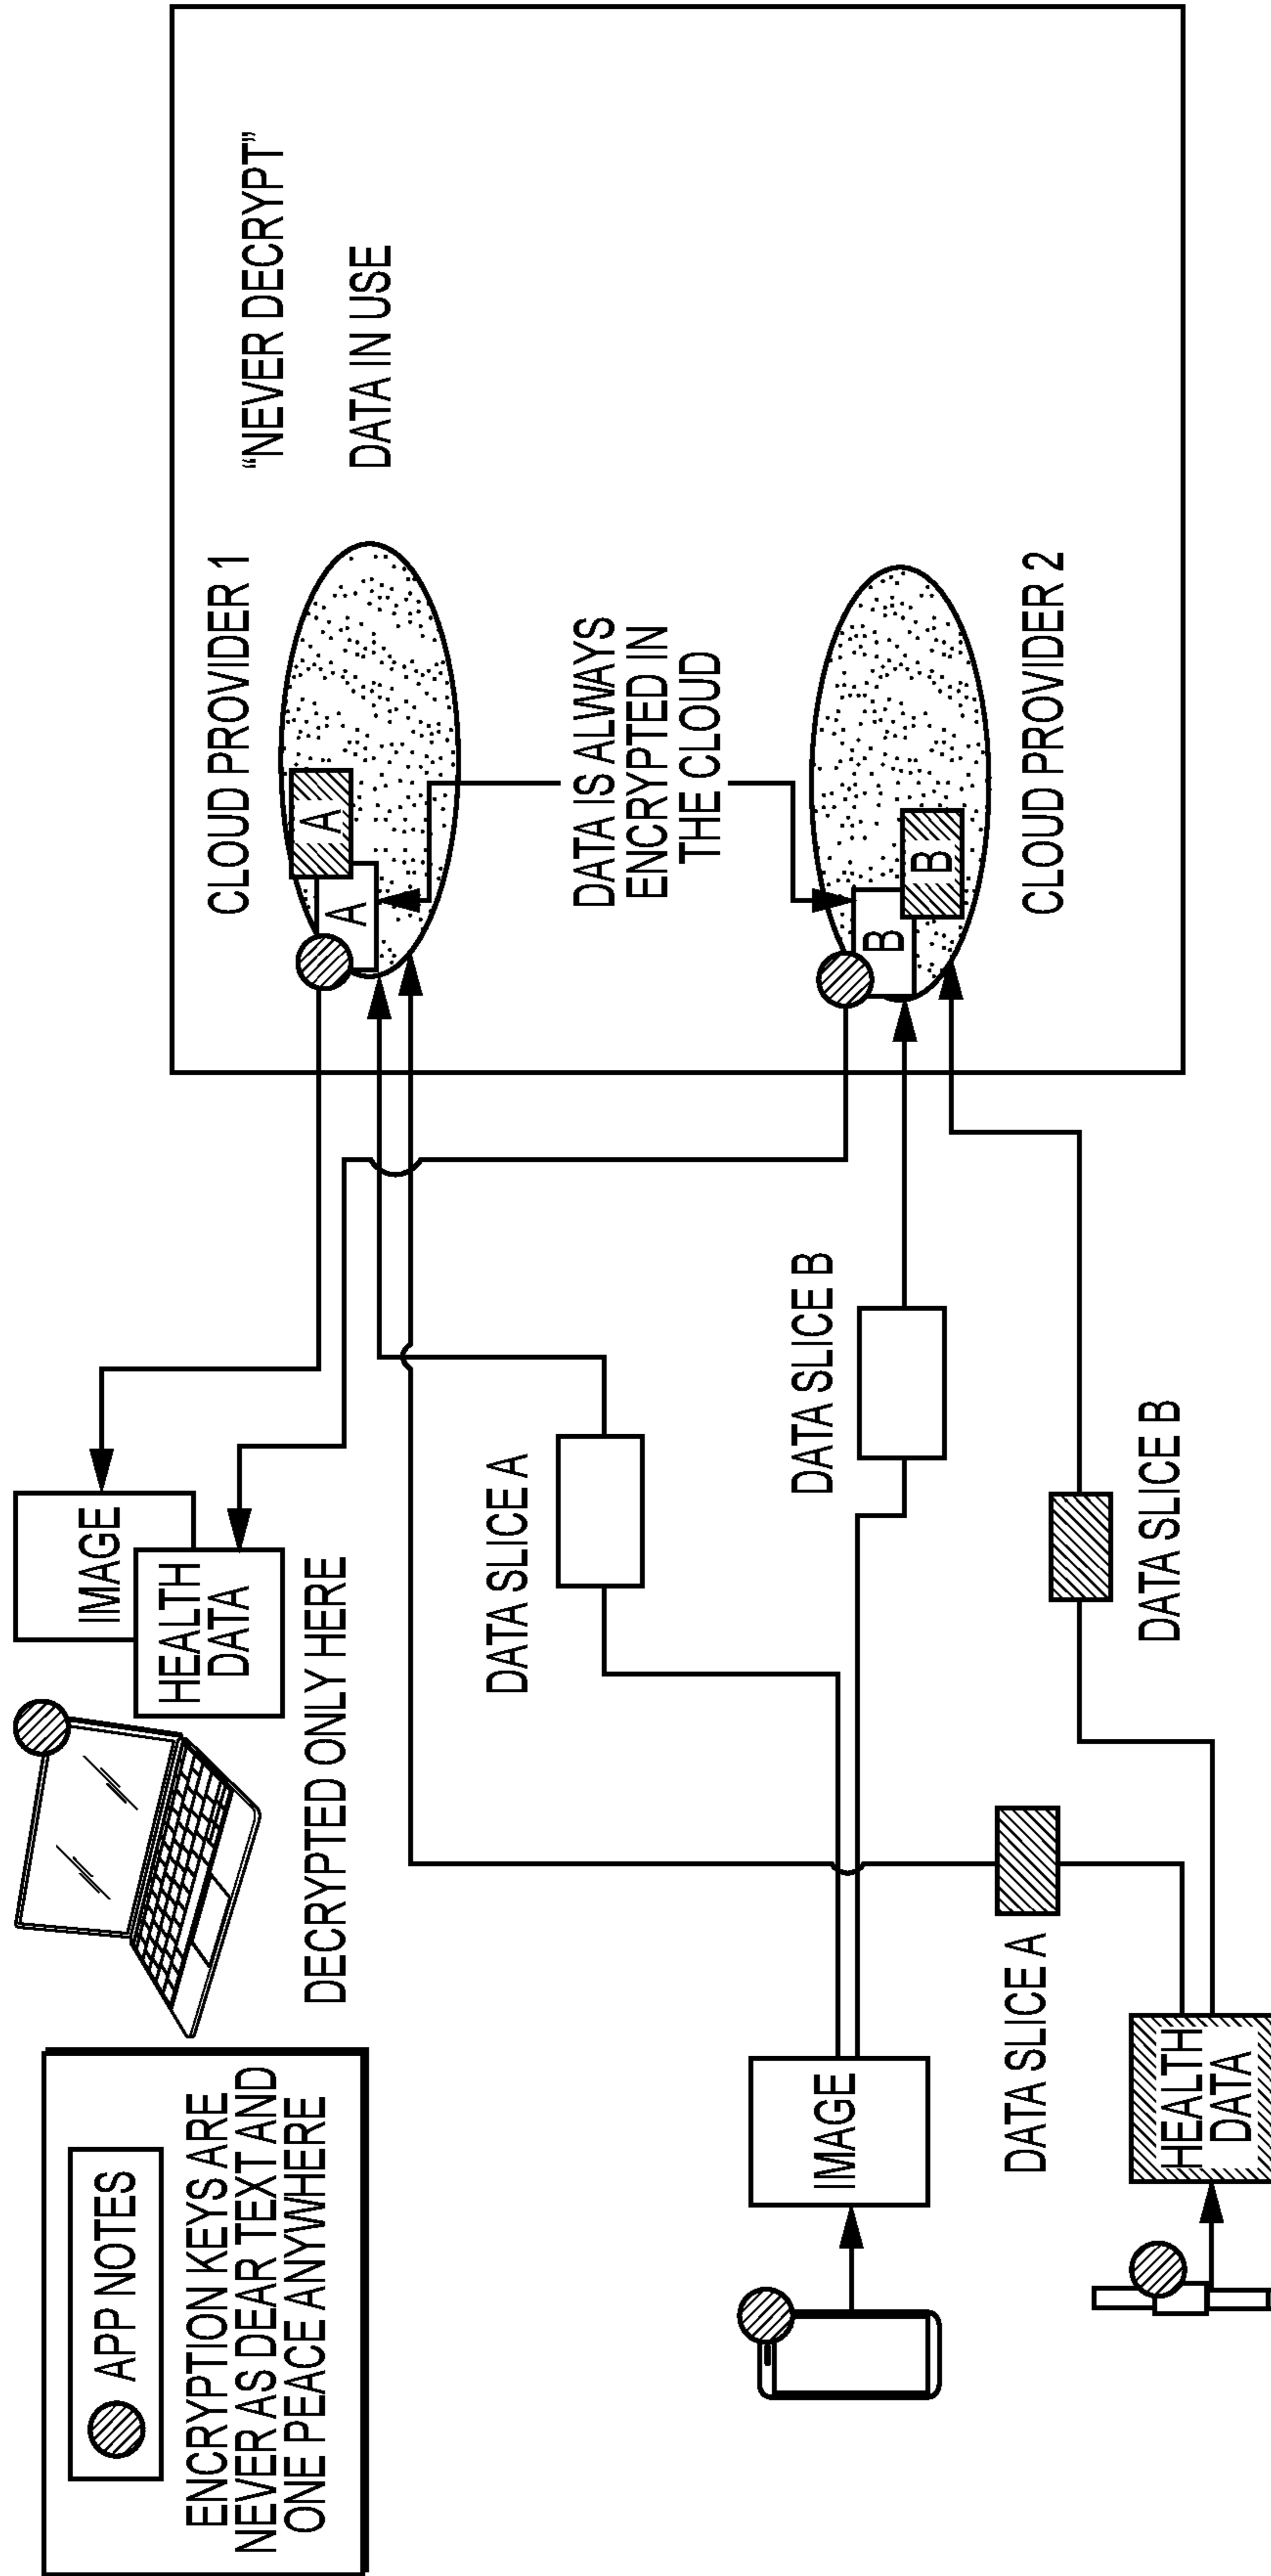 APP NOTES
ENCRYPTION KEYS ARE
NEVER AS DEAR TEXT AND
ONE PEACE ANYWHERE
DECRYPTED ONLY HERE
IMAGE
HEALTH
DATA
CLOUD PROVIDER 1
"NEVER DECRYPT"
DATA IN USE
A
A
DATA SLICE A
DATA IS ALWAYS
ENCRYPTED IN
THE CLOUD
IMAGE
DATA SLICE B
B
B
CLOUD PROVIDER 2
DATA SLICE A
DATA SLICE B
HEALTH
DATA